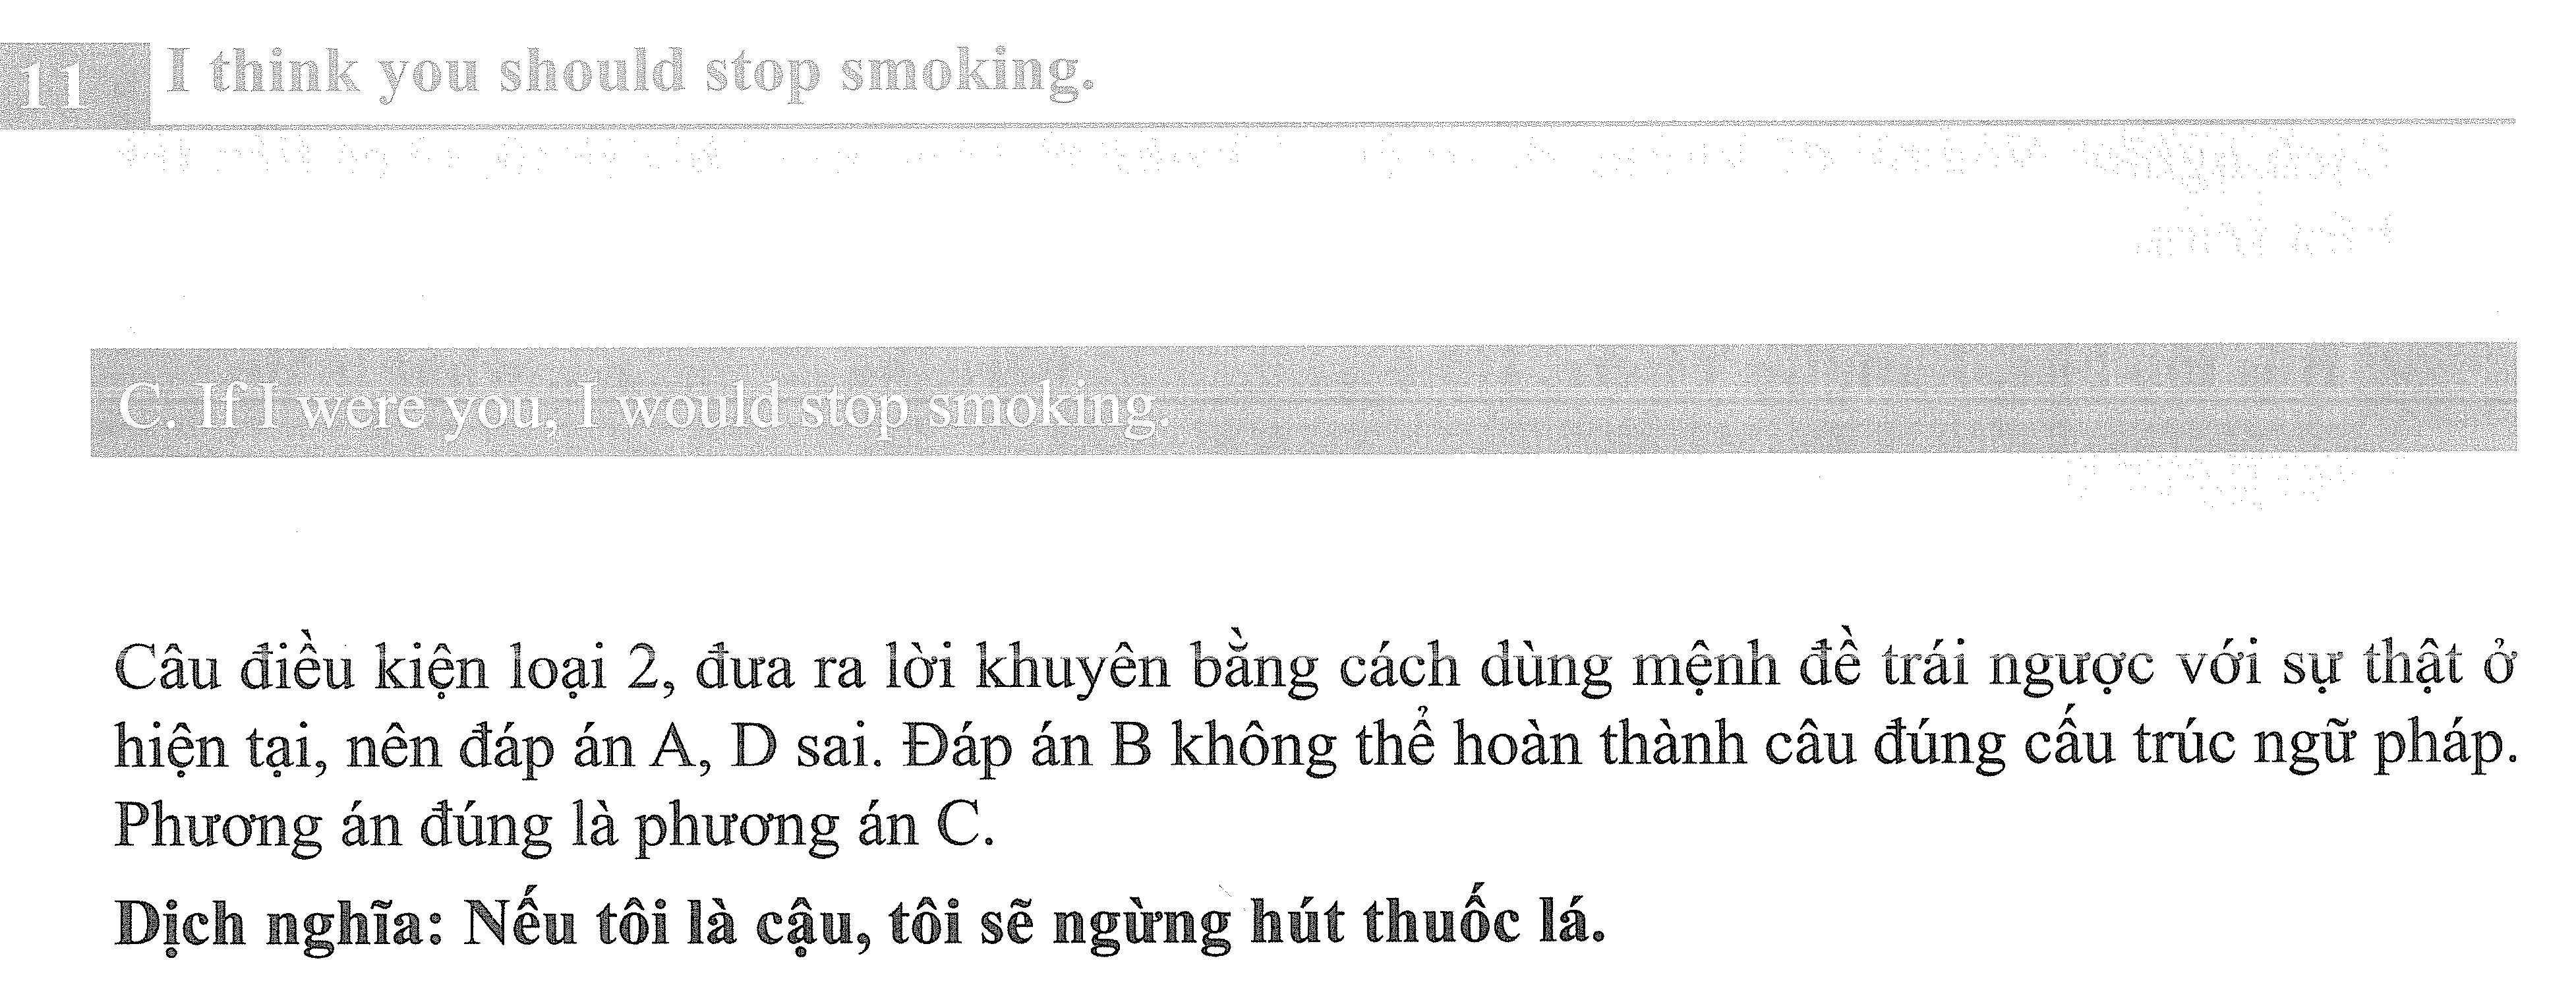 11 I think you should stop smoking.
C. If I were you, I would stop smoking.
Câu điều kiện loại 2, đưa ra lời khuyên bằng cách dùng mệnh đề trái ngược với sự thật ở
hiện tại, nên đáp án A, D sai. Đáp án B không thể hoàn thành câu đúng cấu trúc ngữ pháp.
Phương án đúng là phương án C.
Dịch nghĩa: Nếu tôi là cậu, tôi sẽ ngừng hút thuốc lá.